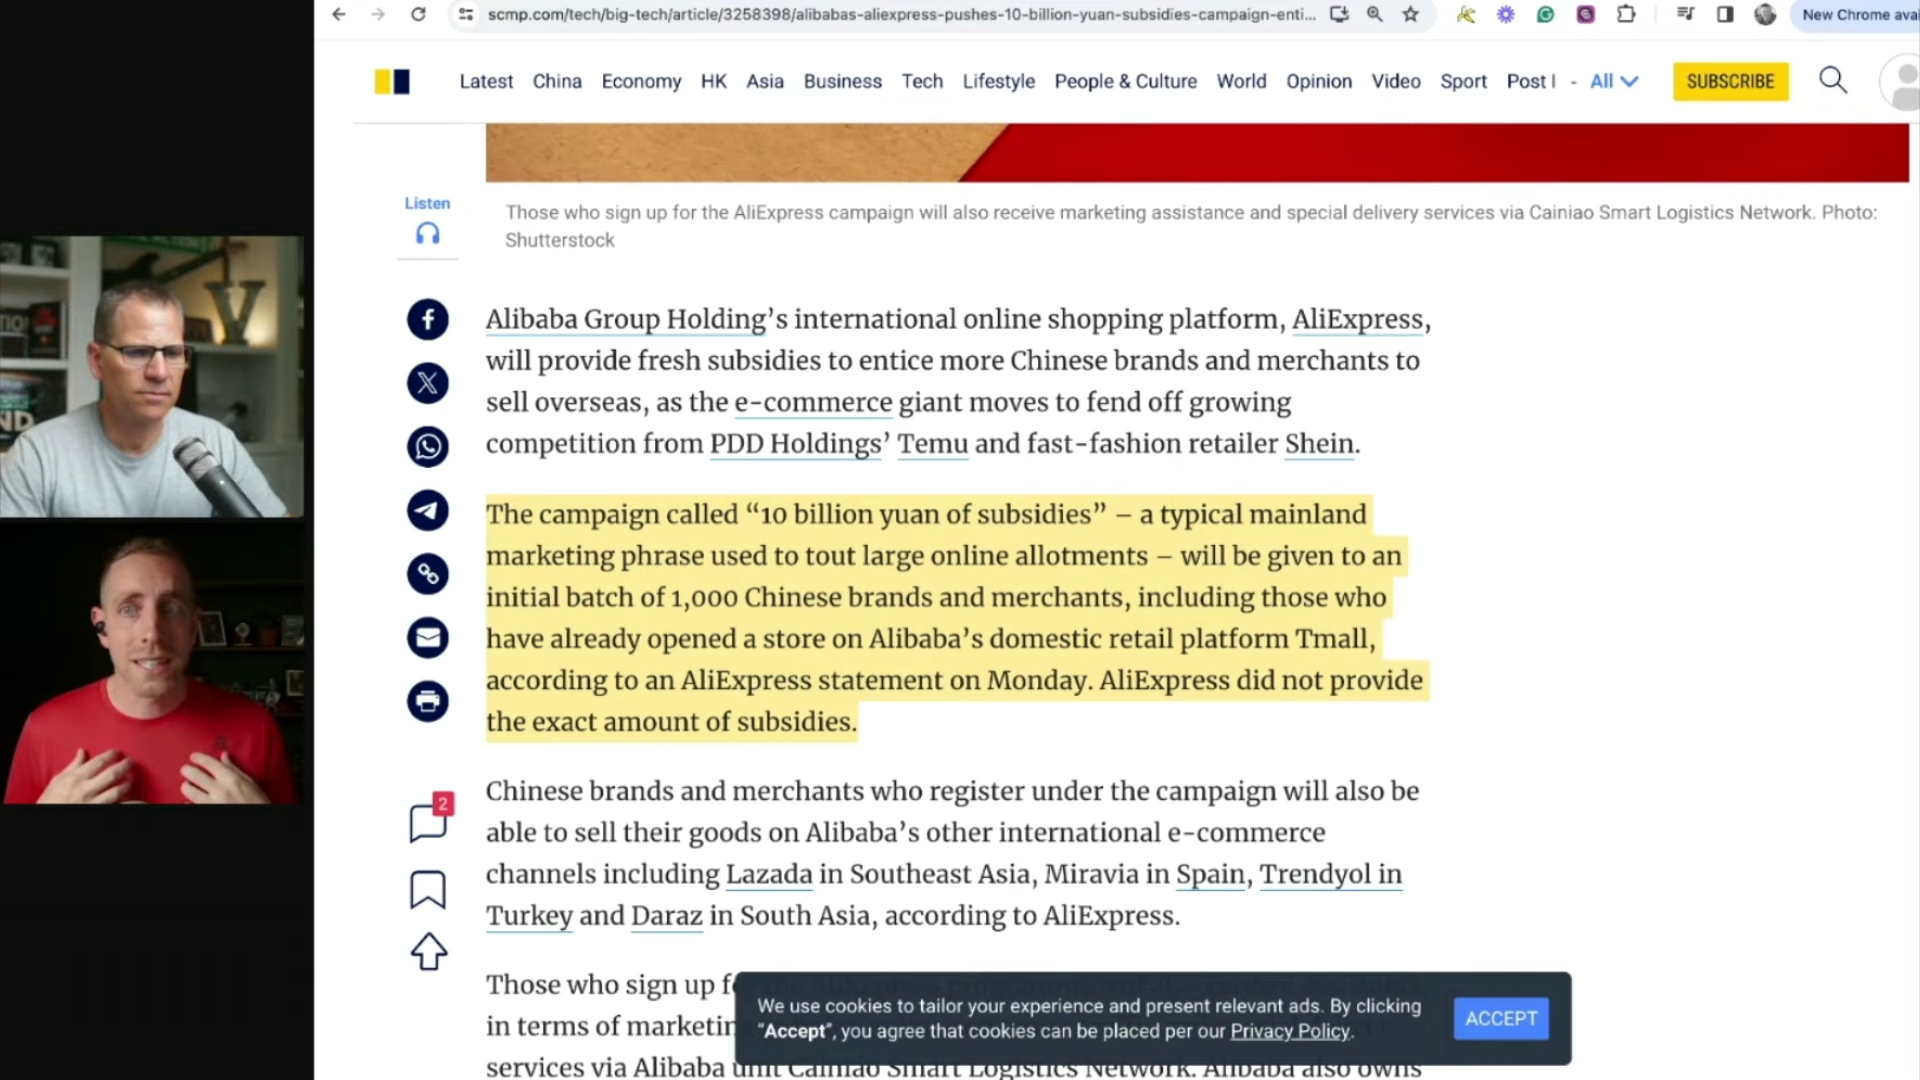 scmp.com/tech/big-tech/article/3258398/alibabas-aliexpress-pushes-10-billion-yuan-subsidies-campaign-enti...
New Chrome avai
Latest China Economy HK Asia Business Tech Lifestyle People & Culture World Opinion Video Sport Post I - All SUBSCRIBE
Listen
Those who sign up for the AliExpress campaign will also receive marketing assistance and special delivery services via Cainiao Smart Logistics Network. Photo:
Shutterstock
Alibaba Group Holding’s international online shopping platform, AliExpress,
will provide fresh subsidies to entice more Chinese brands and merchants to
sell overseas, as the e-commerce giant moves to fend off growing
competition from PDD Holdings’ Temu and fast-fashion retailer Shein.
The campaign called “10 billion yuan of subsidies” – a typical mainland
marketing phrase used to tout large online allotments – will be given to an
initial batch of 1,000 Chinese brands and merchants, including those who
have already opened a store on Alibaba’s domestic retail platform Tmall,
according to an AliExpress statement on Monday. AliExpress did not provide
the exact amount of subsidies.
2
Chinese brands and merchants who register under the campaign will also be
able to sell their goods on Alibaba’s other international e-commerce
channels including Lazada in Southeast Asia, Miravia in Spain, Trendyol in
Turkey and Daraz in South Asia, according to AliExpress.
Those who sign up f
in terms of marketin
services via Alibaba unit Cainiao Smart Logistics Network. Alibaba also owns
We use cookies to tailor your experience and present relevant ads. By clicking
“Accept”, you agree that cookies can be placed per our Privacy Policy.
ACCEPT